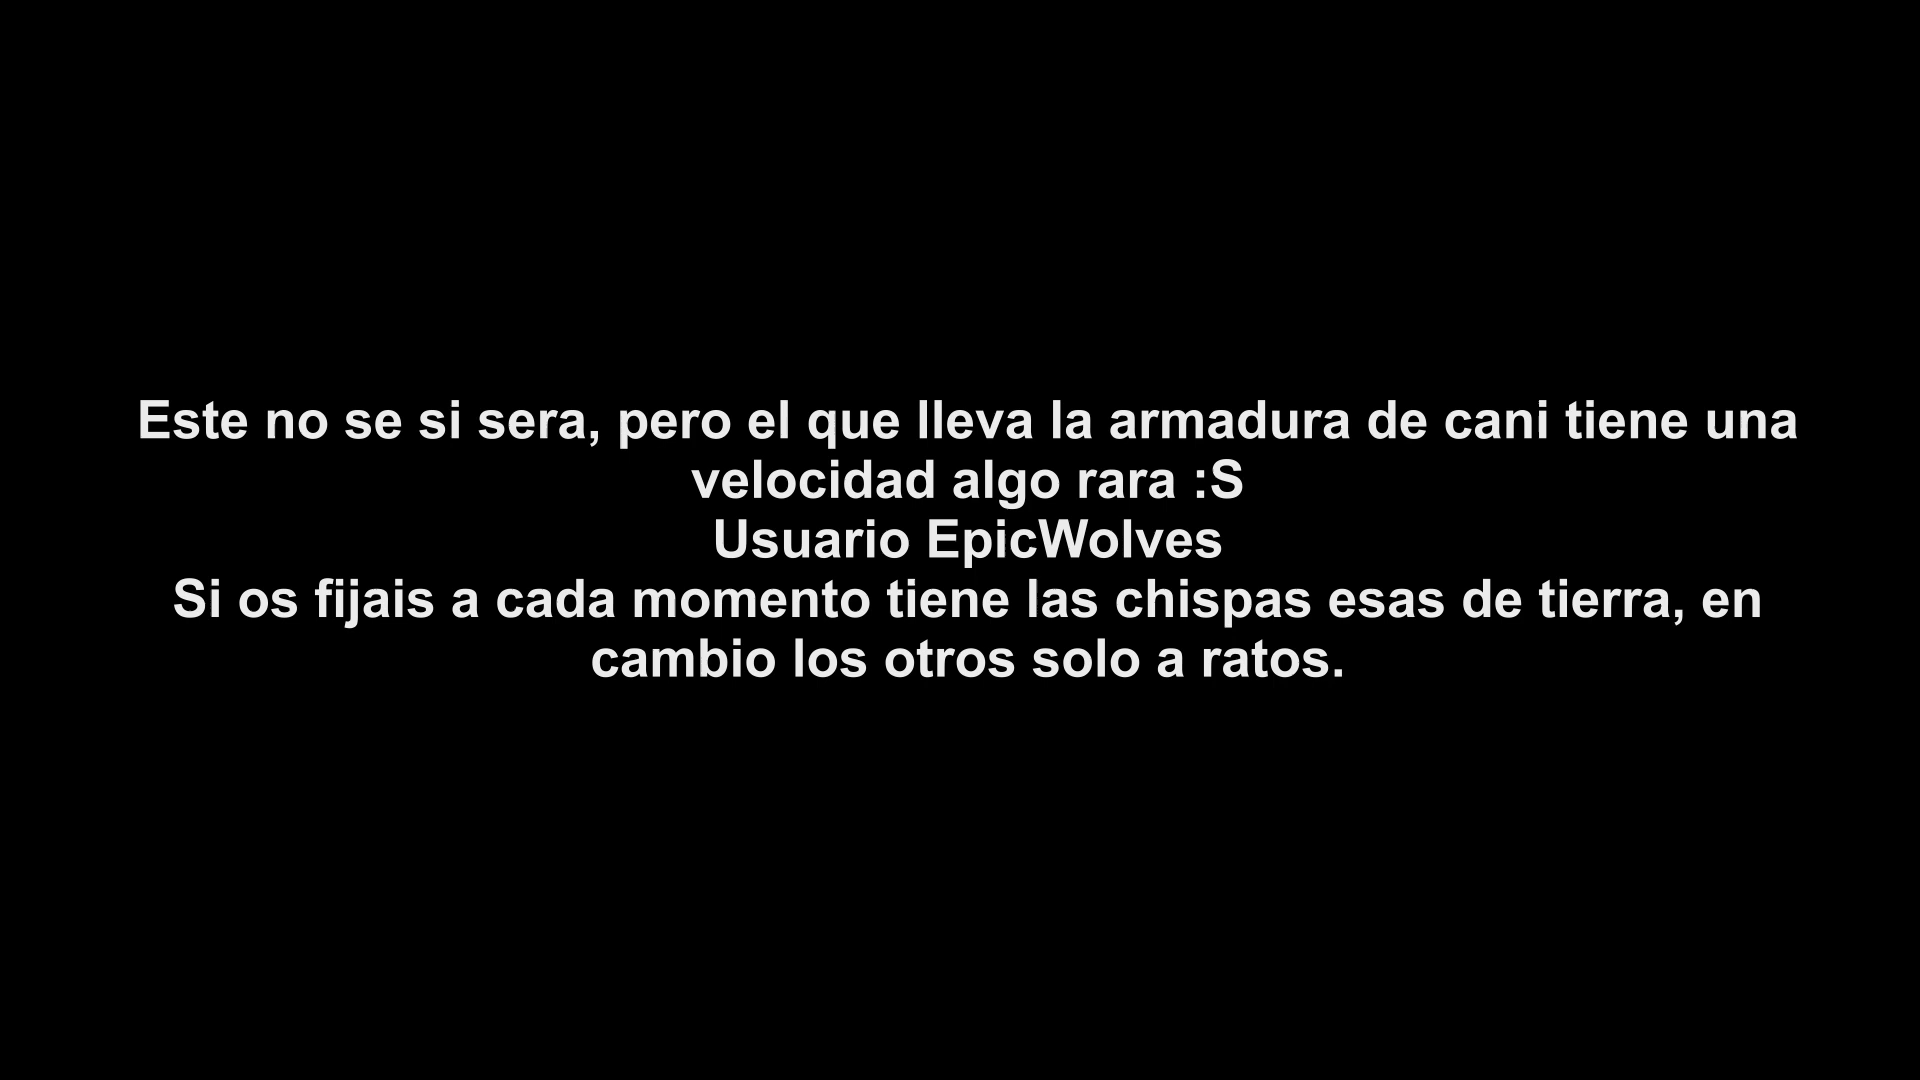 Este no se si sera, pero el que lleva la armadura de cani tiene una
velocidad algo rara :S
Usuario EpicWolves
Si os fijais a cada momento tiene las chispas esas de tierra, en
cambio los otros solo a ratos.